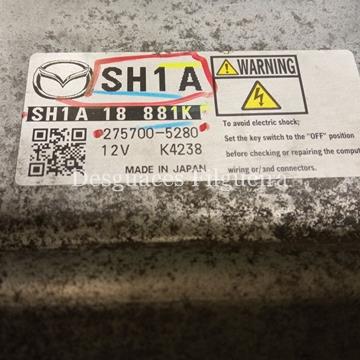 SH1A
WARNING
SH1A 18 881K
275700-5280
12V K4238
MADE IN JAPAN
To avoid electric shock;
Set the key switch to the "OFF" position
before checking or repairing the comput
wiring or/and connectors.
Desguaces Filgueira